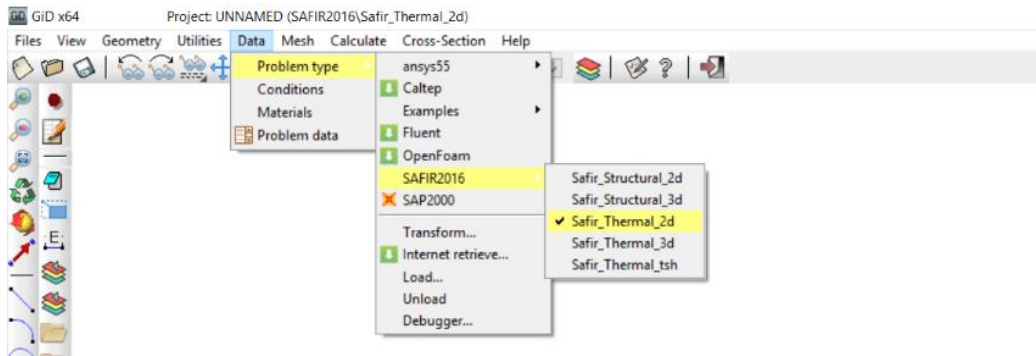 GiD GiD x64 Project: UNNAMED (SAFIR2016\Safir_Thermal_2d)
Files View Geometry Utilities Data Mesh Calculate Cross-Section Help
Problem type
Conditions
Materials
Problem data
ansys55
Caltep
Examples
Fluent
OpenFoam
SAFIR2016
SAP2000
Transform...
Internet retrieve...
Load...
Unload
Debugger...
Safir_Structural_2d
Safir_Structural_3d
Safir_Thermal_2d
Safir_Thermal_3d
Safir_Thermal_tsh
E